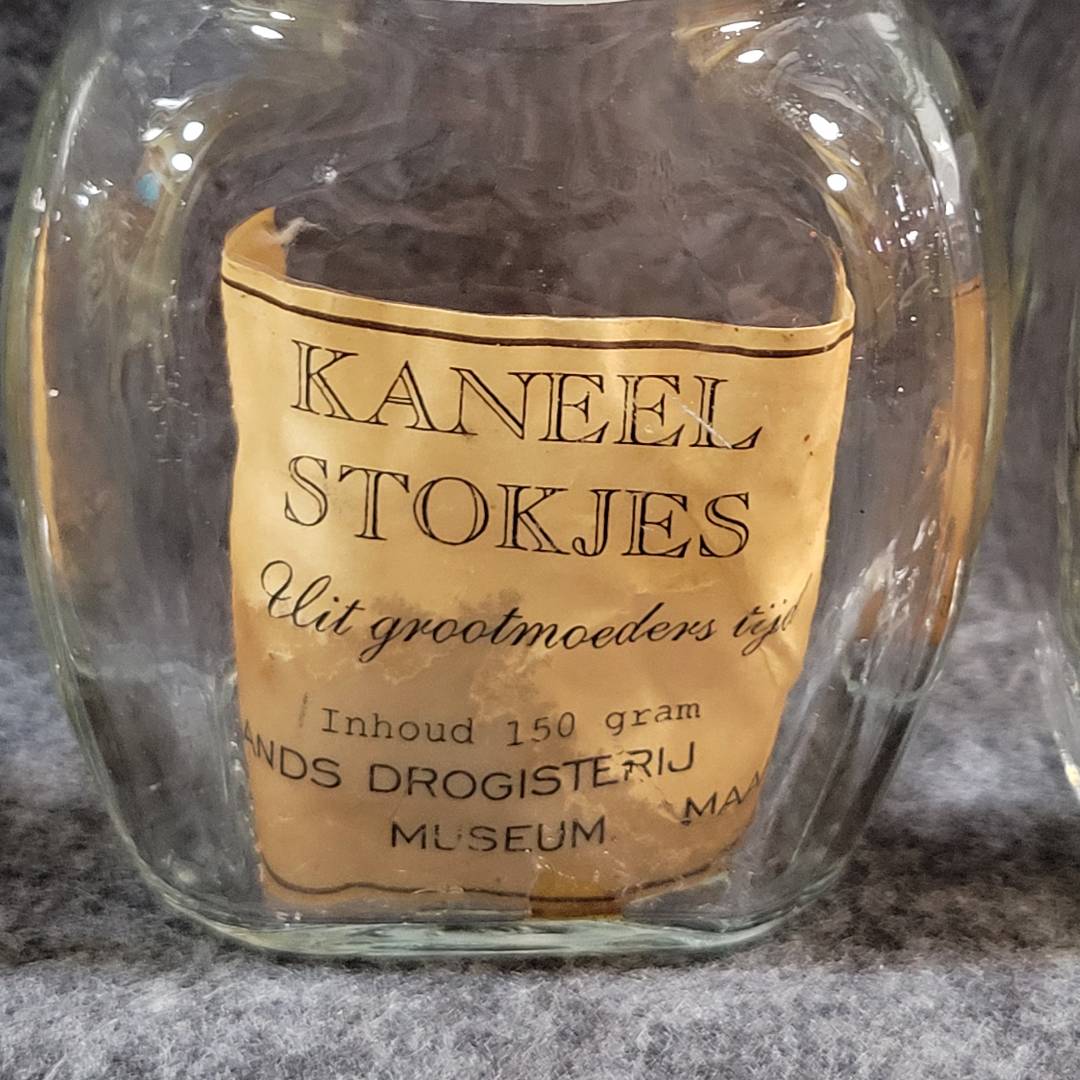 KANEEL
STOKJES
Uit grootmoeders tijd
Inhoud 150 gram
ANDS DROGISTERIJ
MUSEUM MAA